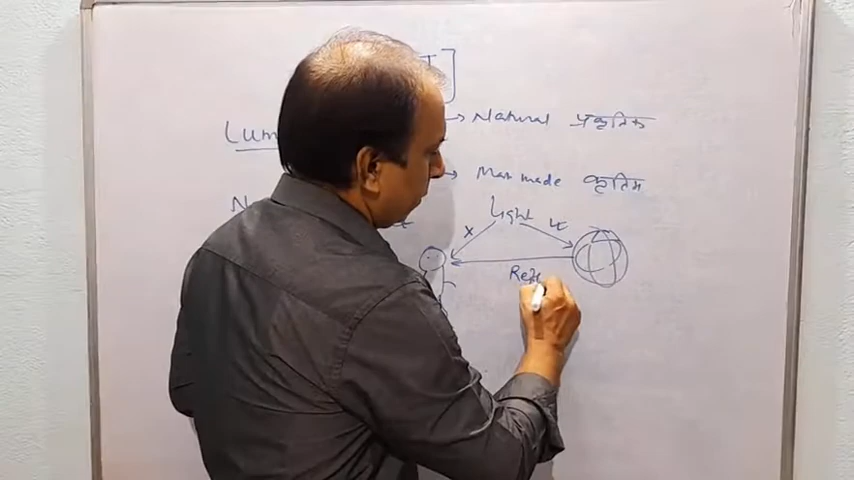 Lum
→ Natural प्राकृतिक
→ Man made कृत्रिम
N
Light
x
Refl